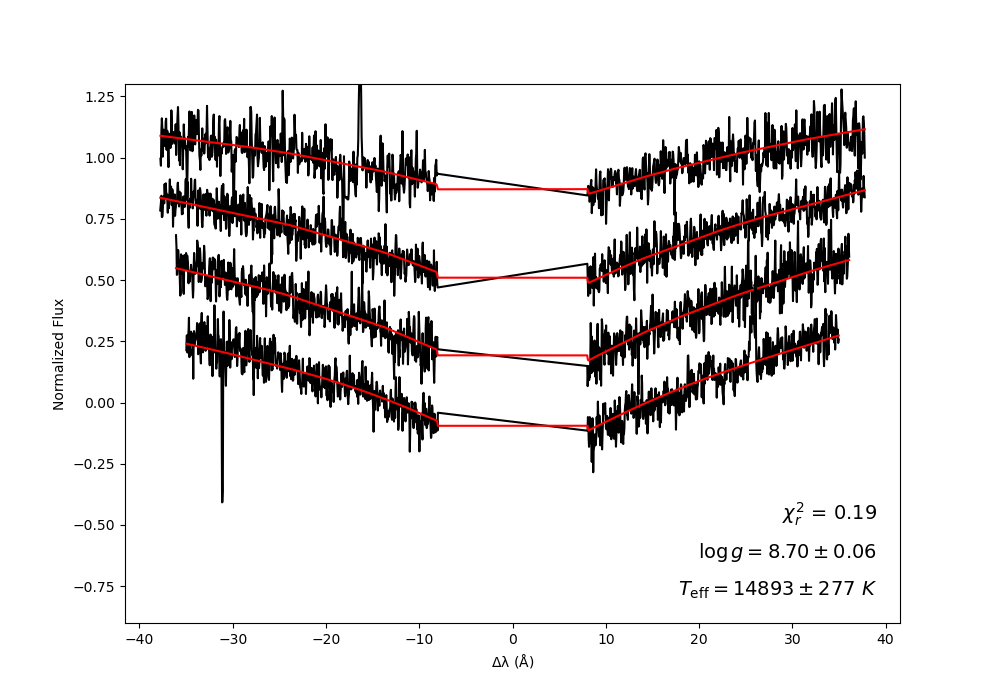 1.25
1.00
0.75
0.50
0.25
0.00
−0.25
−0.50
−0.75
Normalized Flux
χ²ᵣ = 0.19
log g = 8.70 ± 0.06
T_eff = 14893 ± 277 K
−40 −30 −20 −10 0 10 20 30 40
Δλ (Å)